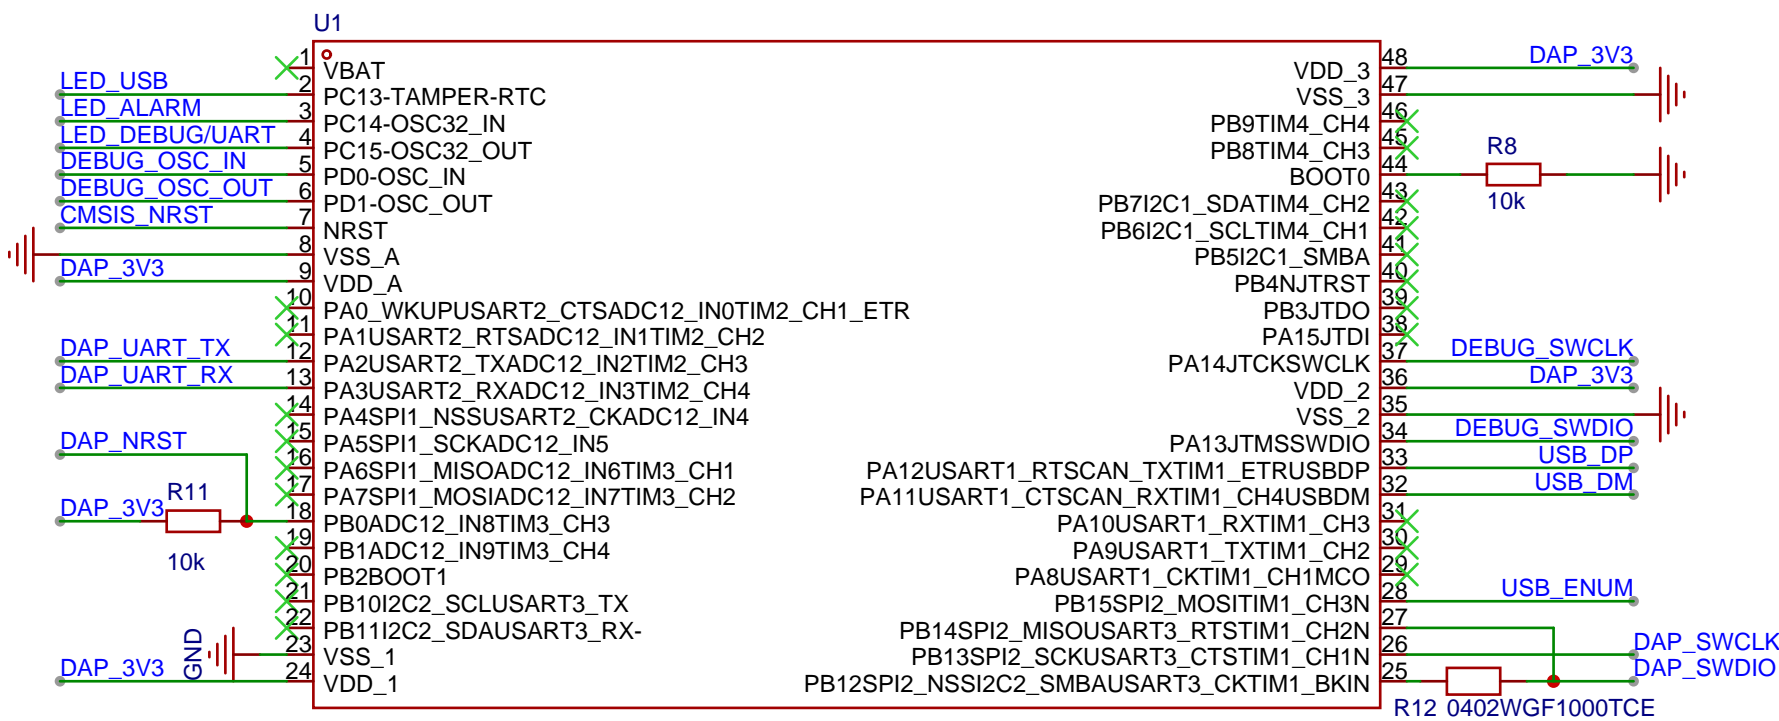 U1
1 VBAT
LED_USB 2 PC13-TAMPER-RTC
LED_ALARM 3 PC14-OSC32_IN
LED_DEBUG/UART 4 PC15-OSC32_OUT
DEBUG_OSC_IN 5 PD0-OSC_IN
DEBUG_OSC_OUT 6 PD1-OSC_OUT
CMSIS_NRST 7 NRST
8 VSS_A
DAP_3V3 9 VDD_A
10 PA0_WKUPUSART2_CTSADC12_IN0TIM2_CH1_ETR
11 PA1USART2_RTSADC12_IN1TIM2_CH2
DAP_UART_TX 12 PA2USART2_TXADC12_IN2TIM2_CH3
DAP_UART_RX 13 PA3USART2_RXADC12_IN3TIM2_CH4
14 PA4SPI1_NSSUSART2_CKADC12_IN4
DAP_NRST 15 PA5SPI1_SCKADC12_IN5
16 PA6SPI1_MISOADC12_IN6TIM3_CH1
R11 17 PA7SPI1_MOSIADC12_IN7TIM3_CH2
DAP_3V3 18 PB0ADC12_IN8TIM3_CH3
10k 19 PB1ADC12_IN9TIM3_CH4
20 PB2BOOT1
21 PB10I2C2_SCLUSART3_TX
22 PB11I2C2_SDAUSART3_RX-
GND 23 VSS_1
DAP_3V3 24 VDD_1
VDD_3 48 DAP_3V3
VSS_3 47
PB9TIM4_CH4 46
PB8TIM4_CH3 45 R8
BOOT0 44
PB7I2C1_SDATIM4_CH2 43 10k
PB6I2C1_SCLTIM4_CH1 42
PB5I2C1_SMBA 41
PB4NJTRST 40
PB3JTDO 39
PA15JTDI 38
PA14JTCKSWCLK 37 DEBUG_SWCLK
VDD_2 36 DAP_3V3
VSS_2 35
PA13JTMSSWDIO 34 DEBUG_SWDIO
PA12USART1_RTSCAN_TXTIM1_ETRUSBDP 33 USB_DP
PA11USART1_CTSCAN_RXTIM1_CH4USBDM 32 USB_DM
PA10USART1_RXTIM1_CH3 31
PA9USART1_TXTIM1_CH2 30
PA8USART1_CKTIM1_CH1MCO 29
PB15SPI2_MOSITIM1_CH3N 28 USB_ENUM
PB14SPI2_MISOUSART3_RTSTIM1_CH2N 27
PB13SPI2_SCKUSART3_CTSTIM1_CH1N 26 DAP_SWCLK
PB12SPI2_NSSI2C2_SMBAUSART3_CKTIM1_BKIN 25 DAP_SWDIO
R12 0402WGF1000TCE